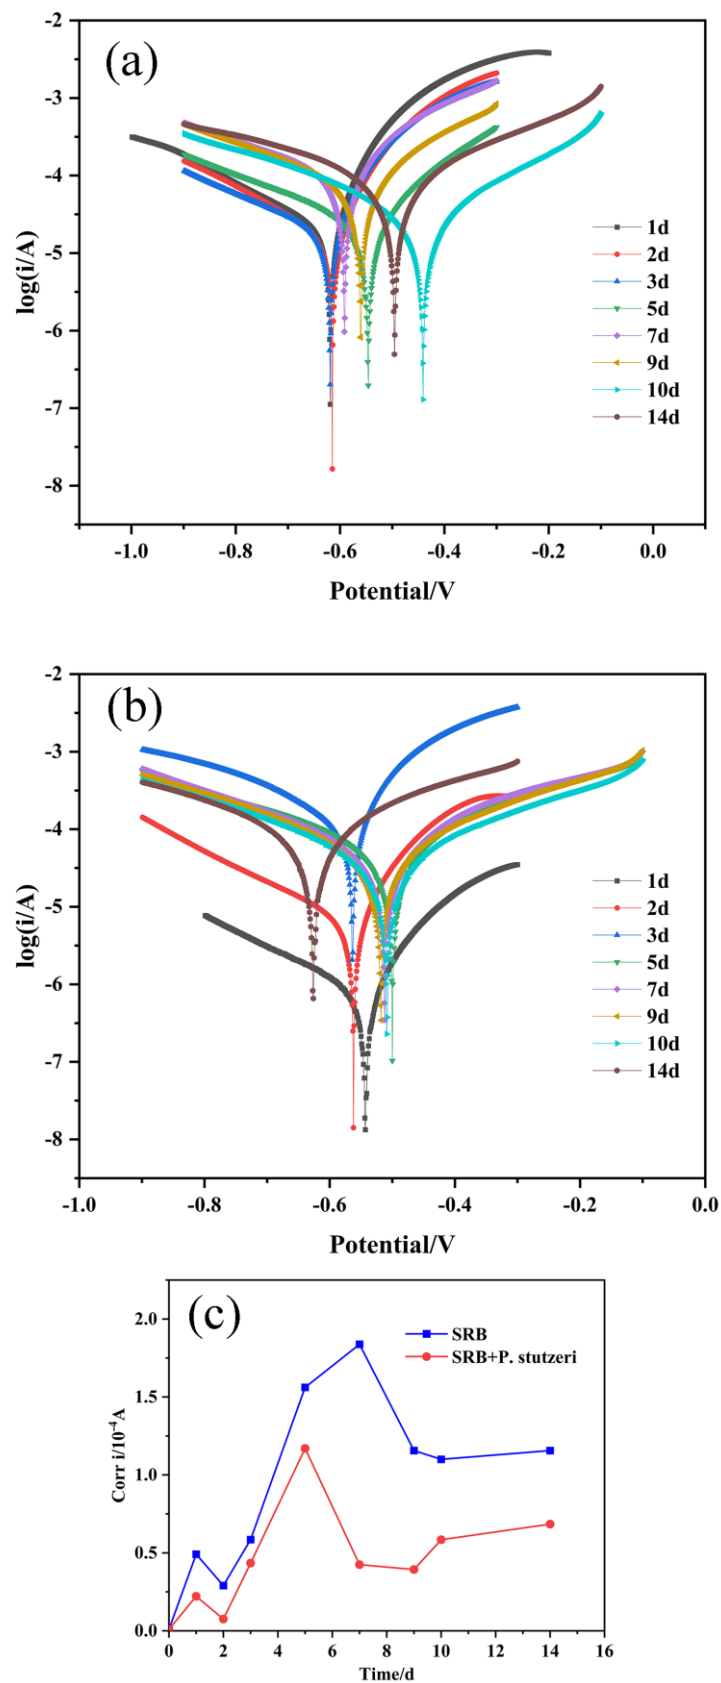 (a)
-2
-3
-4
-5
-6
-7
-8
log(i/A)
1d
2d
3d
5d
7d
9d
10d
14d
-1.0 -0.8 -0.6 -0.4 -0.2 0.0
Potential/V
(b)
-2
-3
-4
-5
-6
-7
-8
log(i/A)
1d
2d
3d
5d
7d
9d
10d
14d
-1.0 -0.8 -0.6 -0.4 -0.2 0.0
Potential/V
(c)
2.0
1.5
1.0
0.5
0.0
Corr i/10⁻⁴A
SRB
SRB+P. stutzeri
0 2 4 6 8 10 12 14 16
Time/d